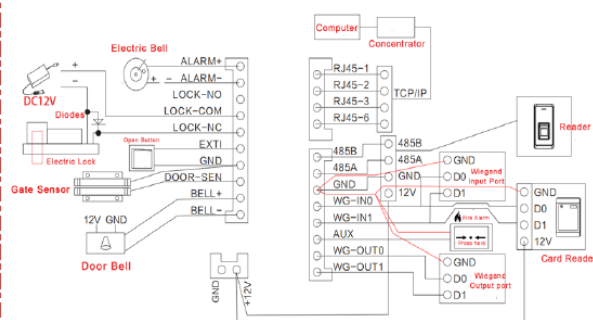 Computer
Concentrator
Electric Bell
ALARM+
ALARM-
LOCK-NO
LOCK-COM
LOCK-NC
EXTI
GND
DOOR-SEN
BELL+
BELL-
+
-
+ -
DC12V
Diodes
Open Button
Electric Lock
Gate Sensor
12V GND
Door Bell
RJ45-1
RJ45-2
RJ45-3
RJ45-6
TCP/IP
485B
485A
GND
WG-IN0
WG-IN1
AUX
WG-OUT0
WG-OUT1
485B
485A
GND
12V
Reader
GND
D0
D1
Wiegand
Input Port
Fire Alarm
Press here
GND
D0
D1
Wiegand
Output port
GND
D0
D1
12V
Card Reade
GND
+12V